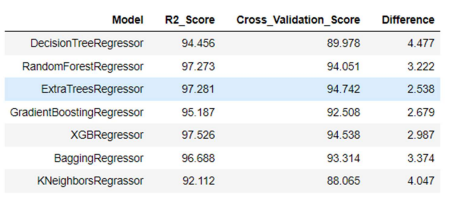 Model R2_Score Cross_Validation_Score Difference
DecisionTreeRegressor 94.456 89.978 4.477
RandomForestRegressor 97.273 94.051 3.222
ExtraTreesRegressor 97.281 94.742 2.538
GradientBoostingRegressor 95.187 92.508 2.679
XGBRegressor 97.526 94.538 2.987
BaggingRegressor 96.688 93.314 3.374
KNeighborsRegrassor 92.112 88.065 4.047